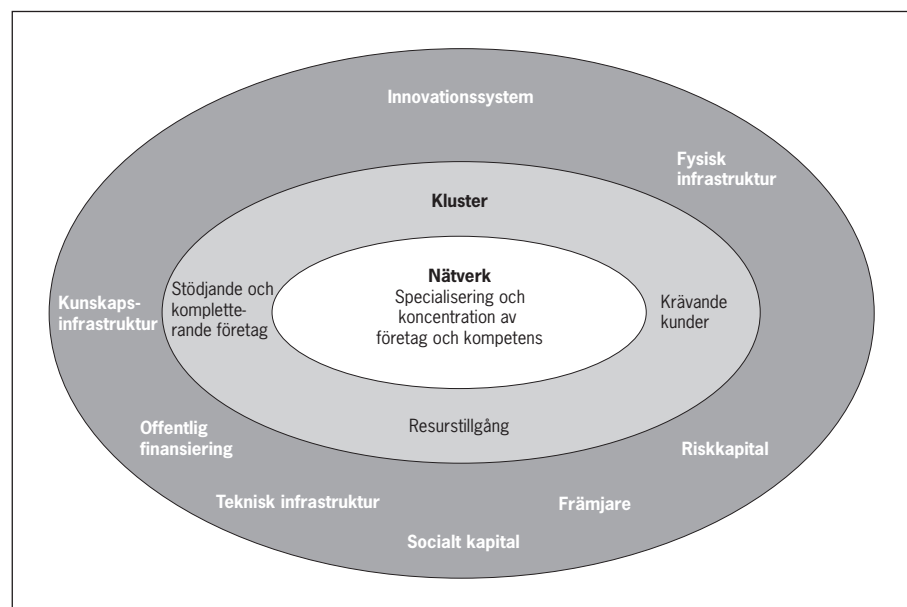 Innovationssystem
Fysisk
infrastruktur
Kluster
Nätverk
Specialisering och
koncentration av
företag och kompetens
Stödjande och
komplette-
rande företag
Krävande
kunder
Kunskaps-
infrastruktur
Resurstillgång
Offentlig
finansiering
Riskkapital
Teknisk infrastruktur
Främjare
Socialt kapital